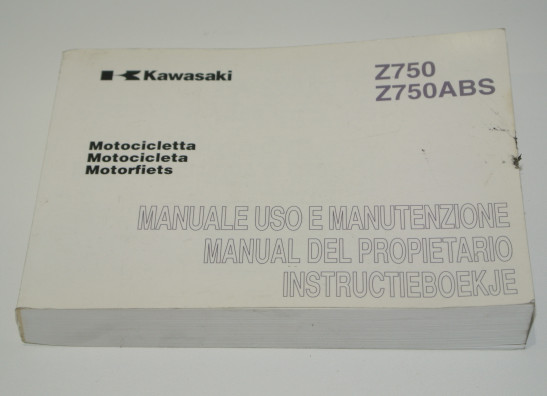 Kawasaki
Z750
Z750ABS
Motocicletta
Motocicleta
Motorfiets
MANUALE USO E MANUTENZIONE
MANUAL DEL PROPIETARIO
INSTRUCTIEBOEKJE